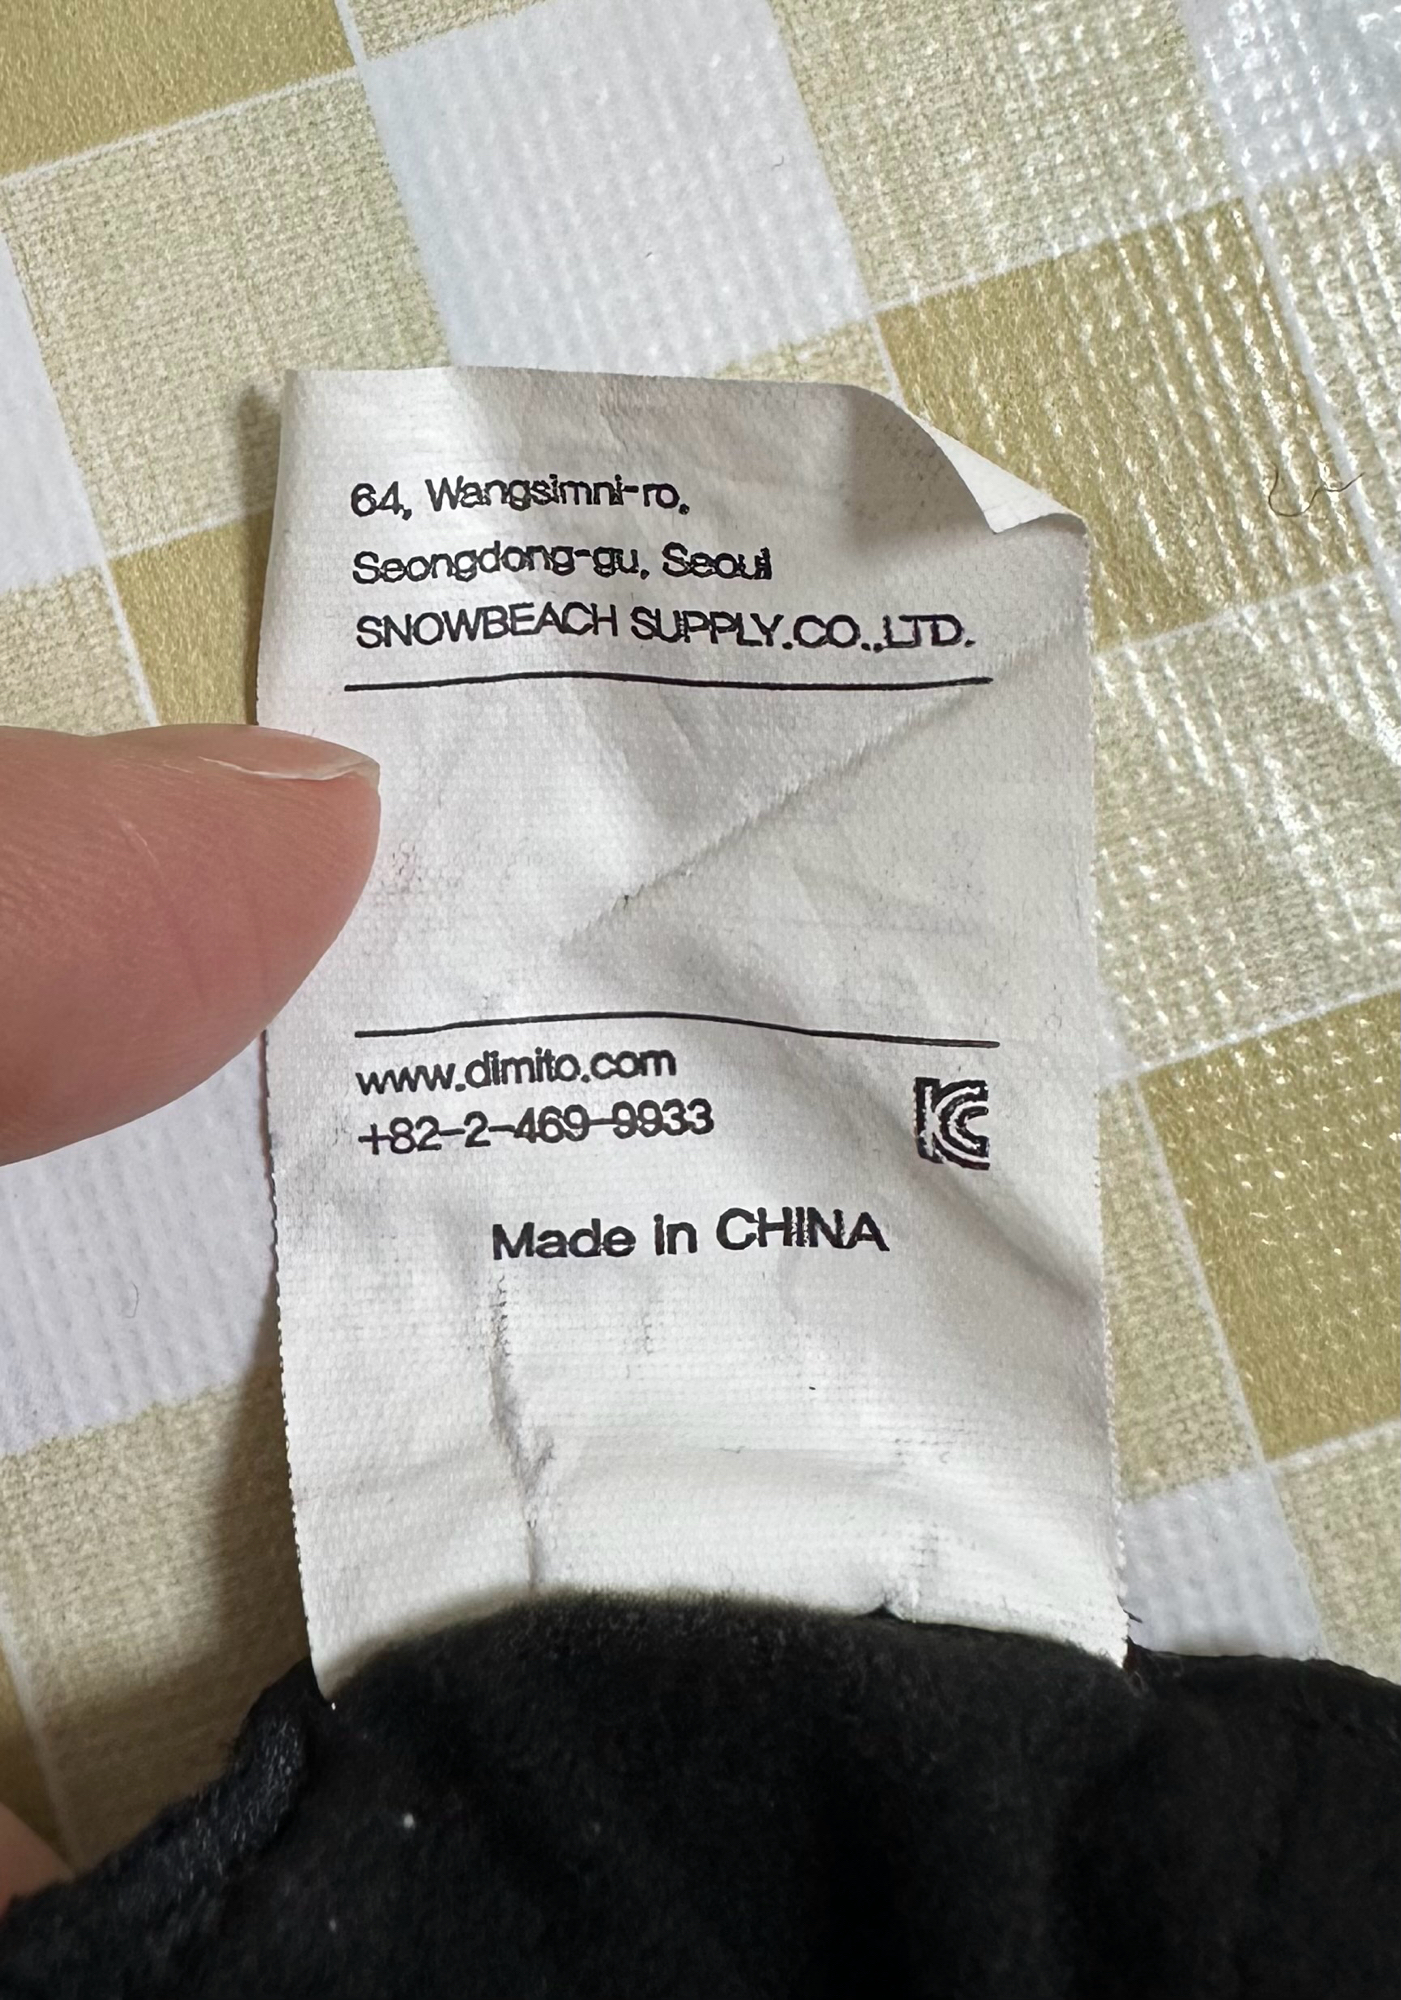 64, Wangsimni-ro,
Seongdong-gu, Seoul
SNOWBEACH SUPPLY.CO.,LTD.
www.dimito.com
+82-2-469-9933
KC
Made in CHINA